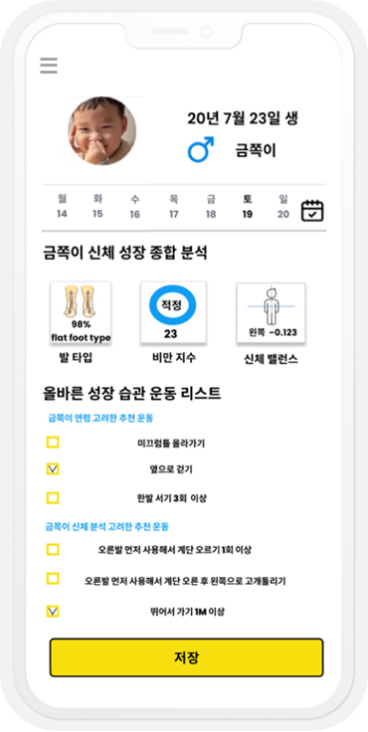 20년 7월 23일 생
금쪽이
월 화 수 목 금 토 일
14 15 16 17 18 19 20
금쪽이 신체 성장 종합 분석
98%
flat foot type
적정
23
왼쪽 -0.123
발 타입
비만 지수
신체 밸런스
올바른 성장 습관 운동 리스트
금쪽이 연령 고려한 추천 운동
미끄럼틀 올라가기
옆으로 걷기
한발 서기 3회 이상
금쪽이 신체 분석 고려한 추천 운동
오른발 먼저 사용해서 계단 오르기 1회 이상
오른발 먼저 사용해서 계단 오른 후 왼쪽으로 고개돌리기
뛰어서 가기 1M 이상
저장